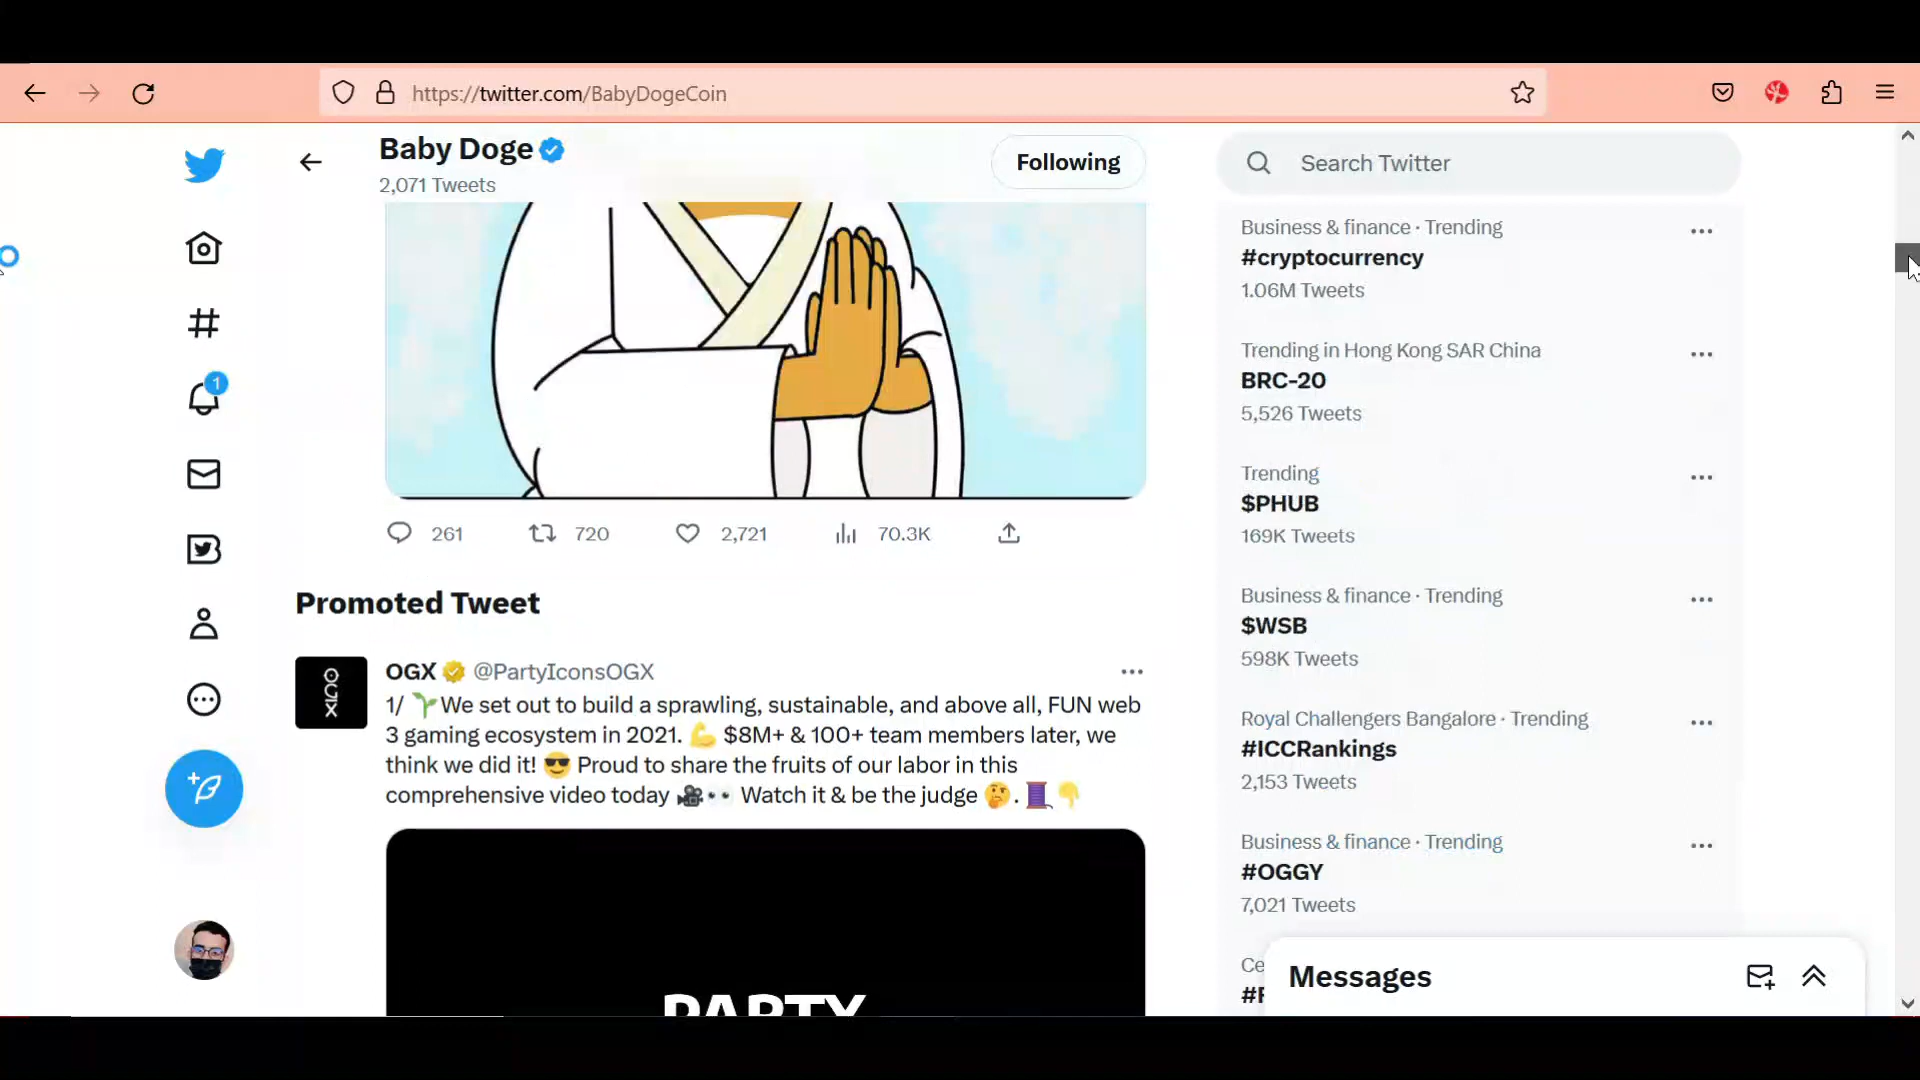 https://twitter.com/BabyDogeCoin
Baby Doge
2,071 Tweets
Following
Search Twitter
1
261
720
2,721
70.3K
Promoted Tweet
OGX
OGX @PartyIconsOGX
1/ 🌱We set out to build a sprawling, sustainable, and above all, FUN web
3 gaming ecosystem in 2021. 💪 $8M+ & 100+ team members later, we
think we did it! 😎 Proud to share the fruits of our labor in this
comprehensive video today 🎥👀 Watch it & be the judge 🤔. 🧵👇
PARTY
Business & finance · Trending
#cryptocurrency
1.06M Tweets
Trending in Hong Kong SAR China
BRC-20
5,526 Tweets
Trending
$PHUB
169K Tweets
Business & finance · Trending
$WSB
598K Tweets
Royal Challengers Bangalore · Trending
#ICCRankings
2,153 Tweets
Business & finance · Trending
#OGGY
7,021 Tweets
Messages